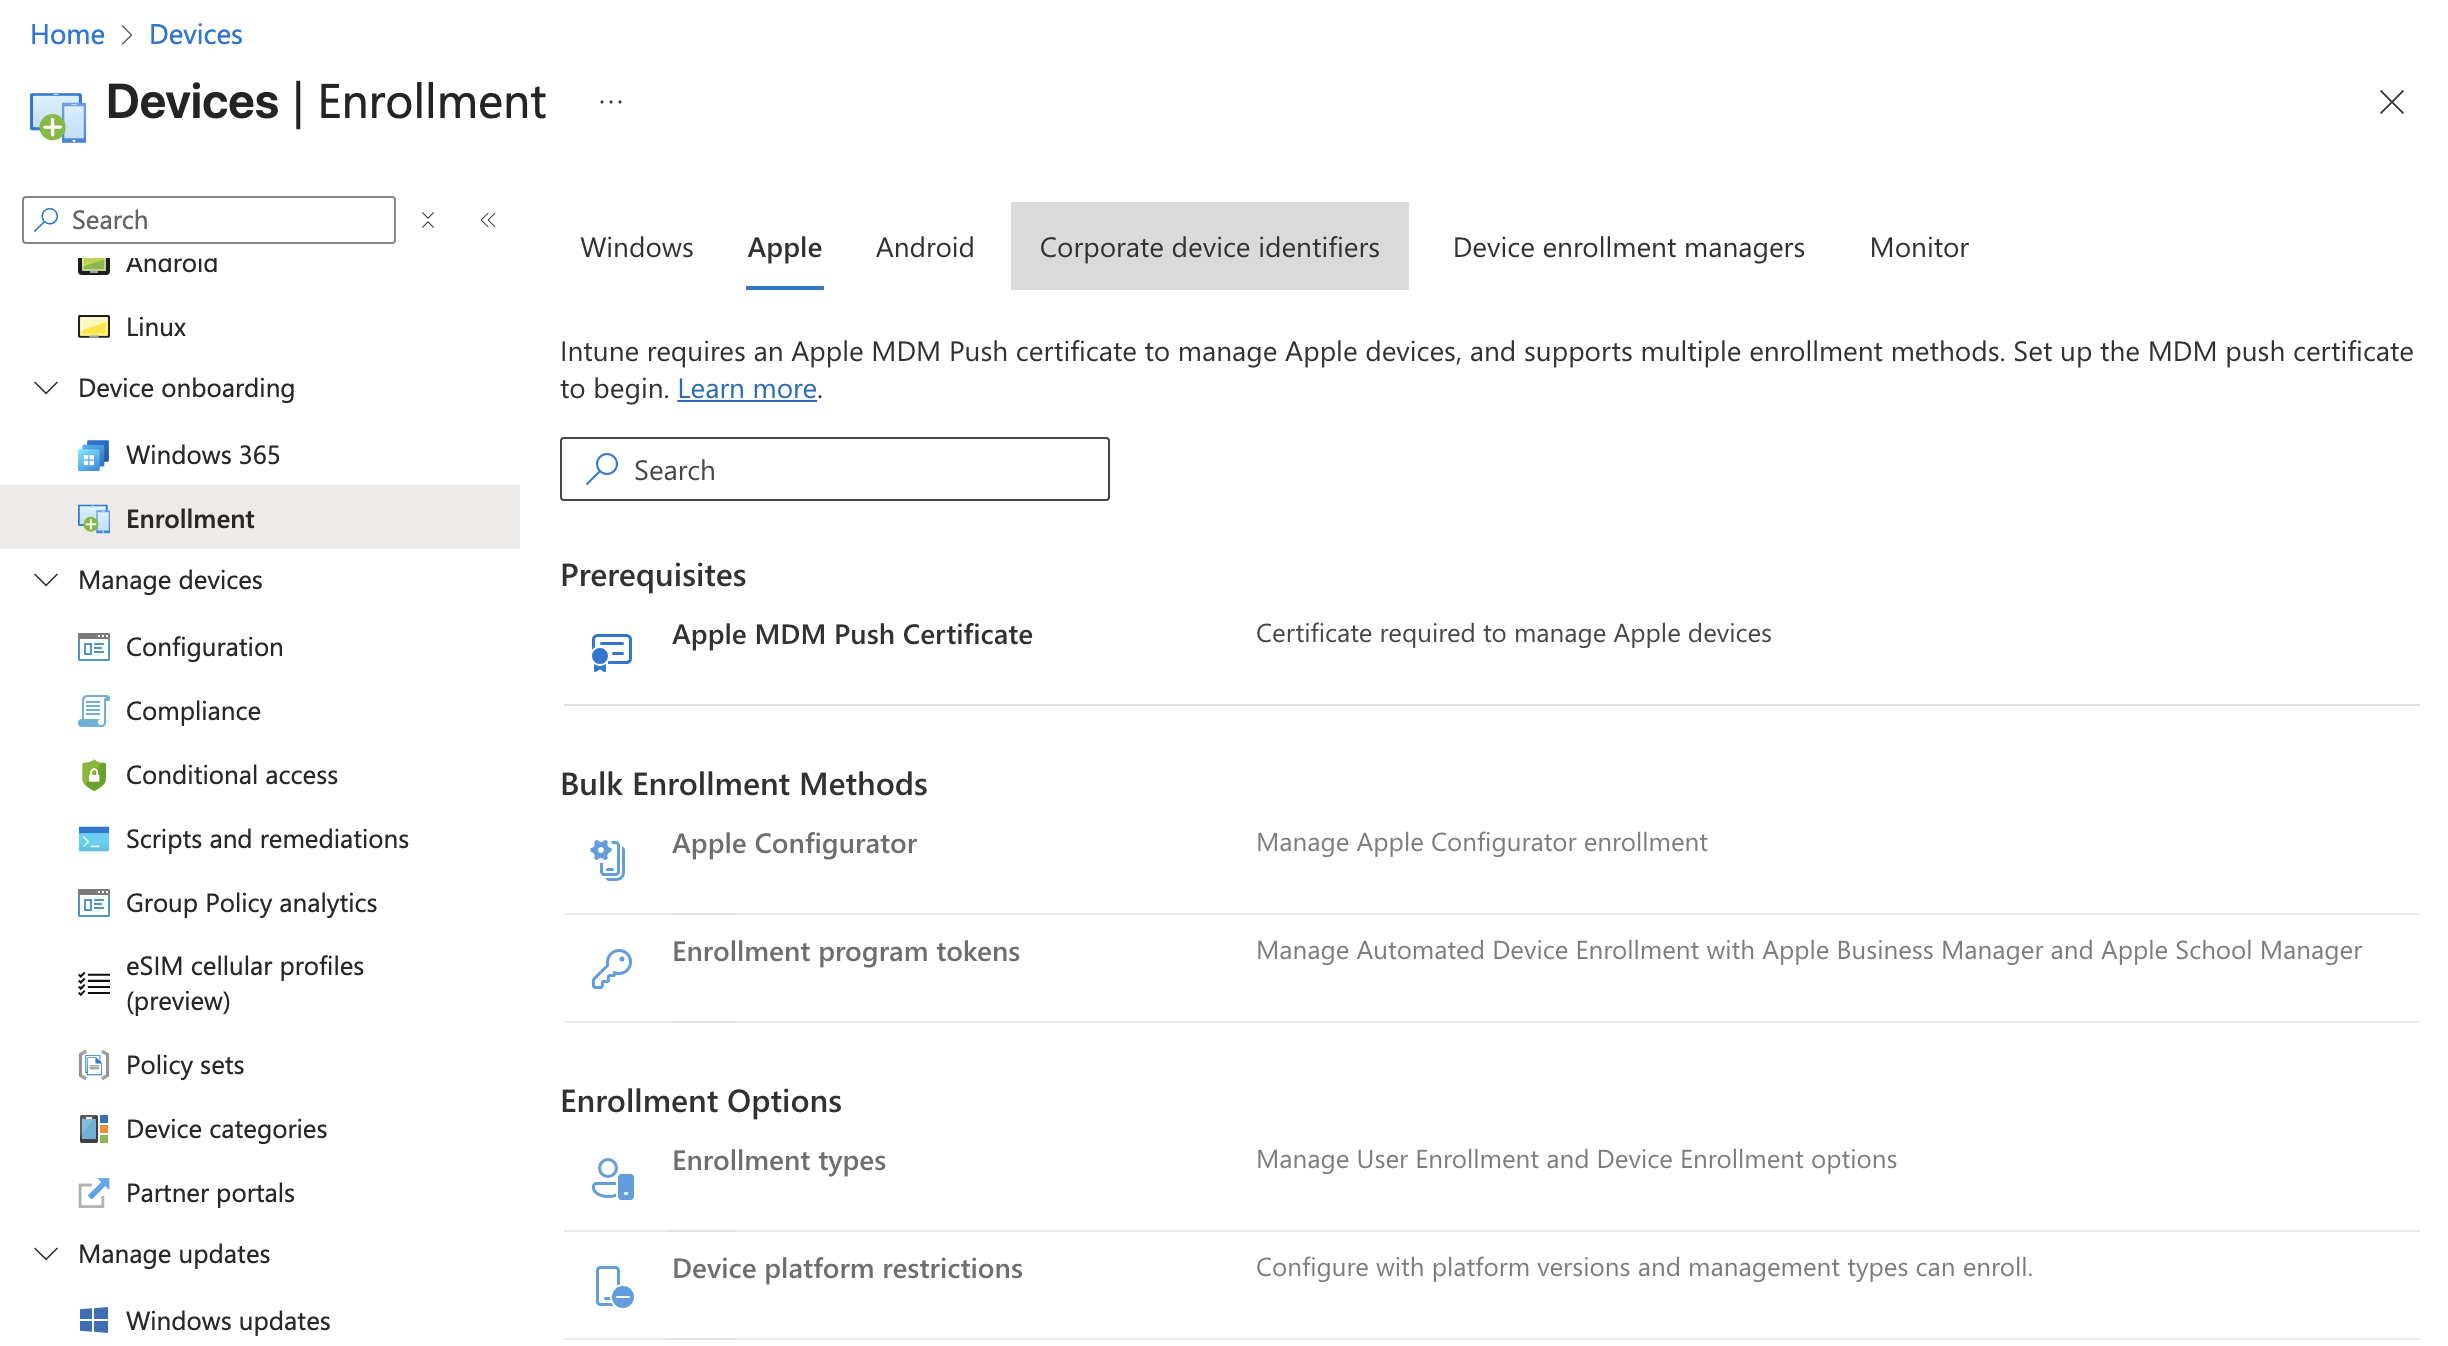 Home > Devices
Devices | Enrollment ...
Search
Android
Linux
Device onboarding
Windows 365
Enrollment
Manage devices
Configuration
Compliance
Conditional access
Scripts and remediations
Group Policy analytics
eSIM cellular profiles
(preview)
Policy sets
Device categories
Partner portals
Manage updates
Windows updates
Windows Apple Android Corporate device identifiers Device enrollment managers Monitor
Intune requires an Apple MDM Push certificate to manage Apple devices, and supports multiple enrollment methods. Set up the MDM push certificate
to begin. Learn more.
Search
Prerequisites
Apple MDM Push Certificate Certificate required to manage Apple devices
Bulk Enrollment Methods
Apple Configurator Manage Apple Configurator enrollment
Enrollment program tokens Manage Automated Device Enrollment with Apple Business Manager and Apple School Manager
Enrollment Options
Enrollment types Manage User Enrollment and Device Enrollment options
Device platform restrictions Configure with platform versions and management types can enroll.